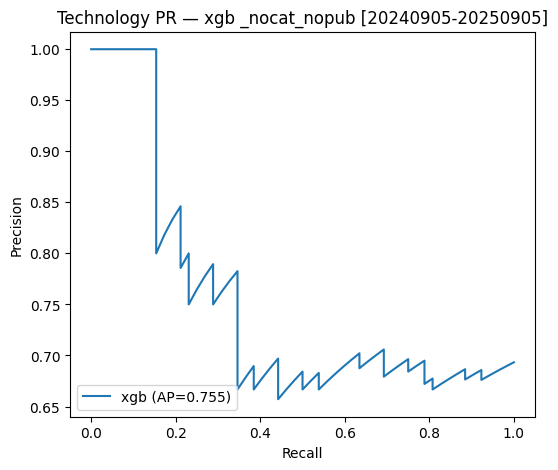 Technology PR — xgb _nocat_nopub [20240905-20250905]
1.00
0.95
0.90
0.85
0.80
0.75
0.70
0.65
Precision
xgb (AP=0.755)
0.0 0.2 0.4 0.6 0.8 1.0
Recall